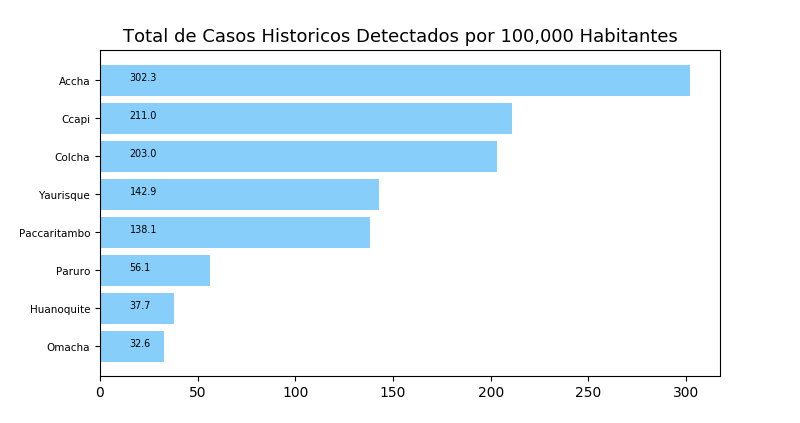 Total de Casos Historicos Detectados por 100,000 Habitantes
Accha 302.3
Ccapi 211.0
Colcha 203.0
Yaurisque 142.9
Paccaritambo 138.1
Paruro 56.1
Huanoquite 37.7
Omacha 32.6
0 50 100 150 200 250 300